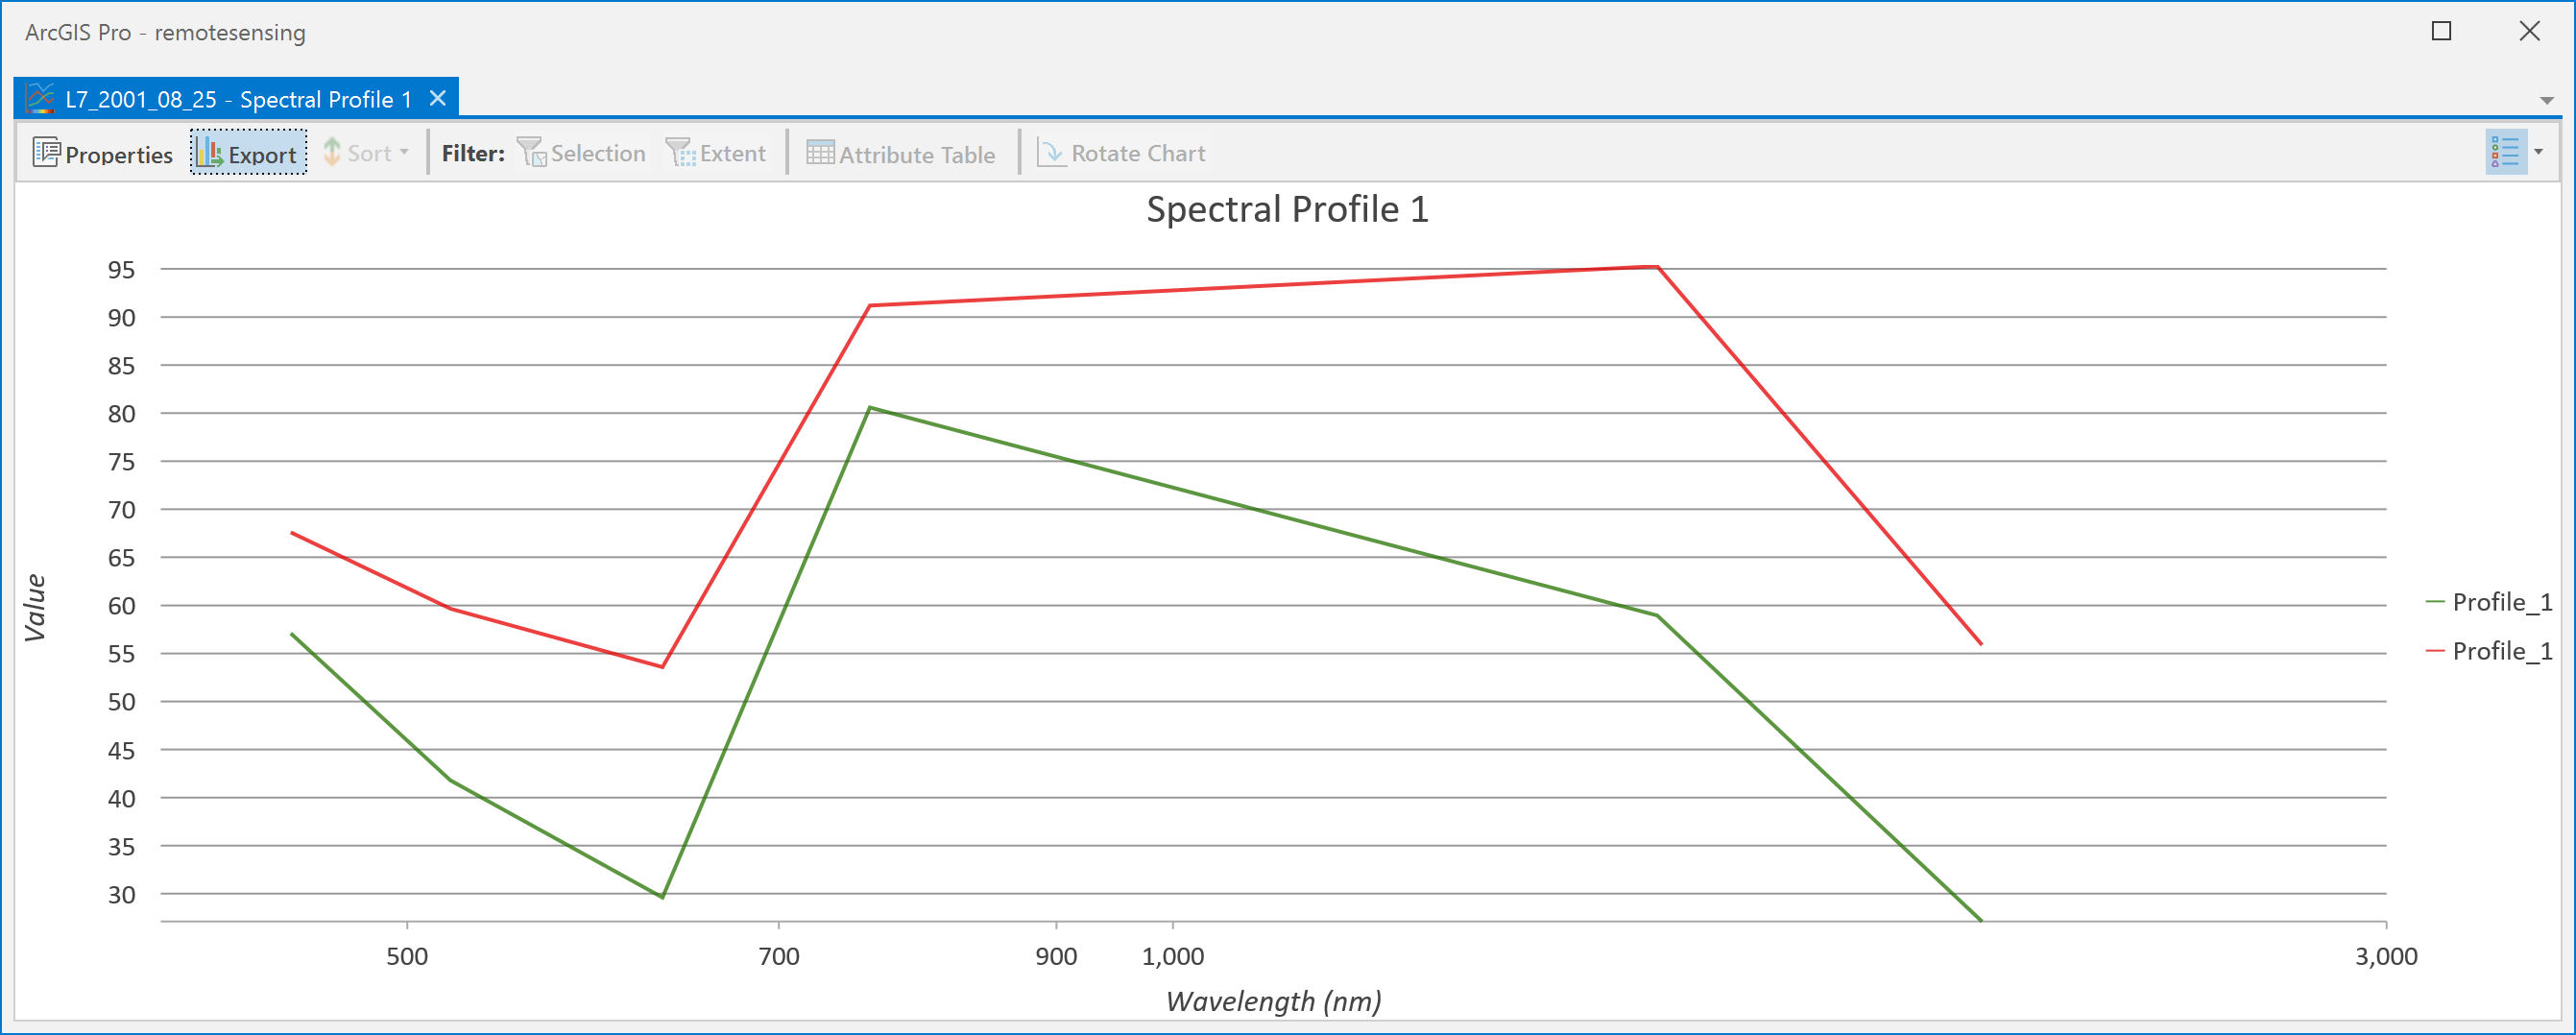 ArcGIS Pro - remotesensing
L7_2001_08_25 - Spectral Profile 1
Properties Export Sort Filter: Selection Extent Attribute Table Rotate Chart
Spectral Profile 1
95
90
85
80
75
70
65
60
55
50
45
40
35
30
Value
Profile_1
Profile_1
500 700 900 1,000 3,000
Wavelength (nm)